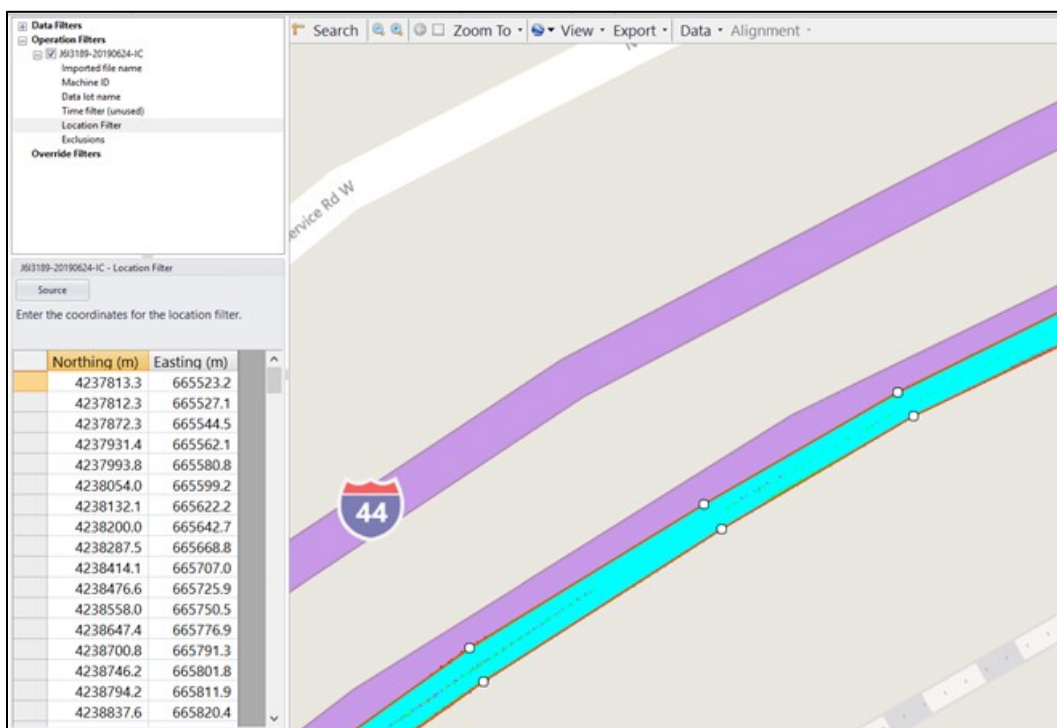 Data Filters
Operation Filters
J6I3189-20190624-IC
Imported file name
Machine ID
Data lot name
Time filter (unused)
Location Filter
Exclusions
Override Filters
J6I3189-20190624-IC - Location Filter
Source
Enter the coordinates for the location filter.
Northing (m) Easting (m)
4237813.3 665523.2
4237812.3 665527.1
4237872.3 665544.5
4237931.4 665562.1
4237993.8 665580.8
4238054.0 665599.2
4238132.1 665622.2
4238200.0 665642.7
4238287.5 665668.8
4238414.1 665707.0
4238476.6 665725.9
4238558.0 665750.5
4238647.4 665776.9
4238700.8 665791.3
4238746.2 665801.8
4238794.2 665811.9
4238837.6 665820.4
Search Zoom To View Export Data Alignment
ervice Rd W
44